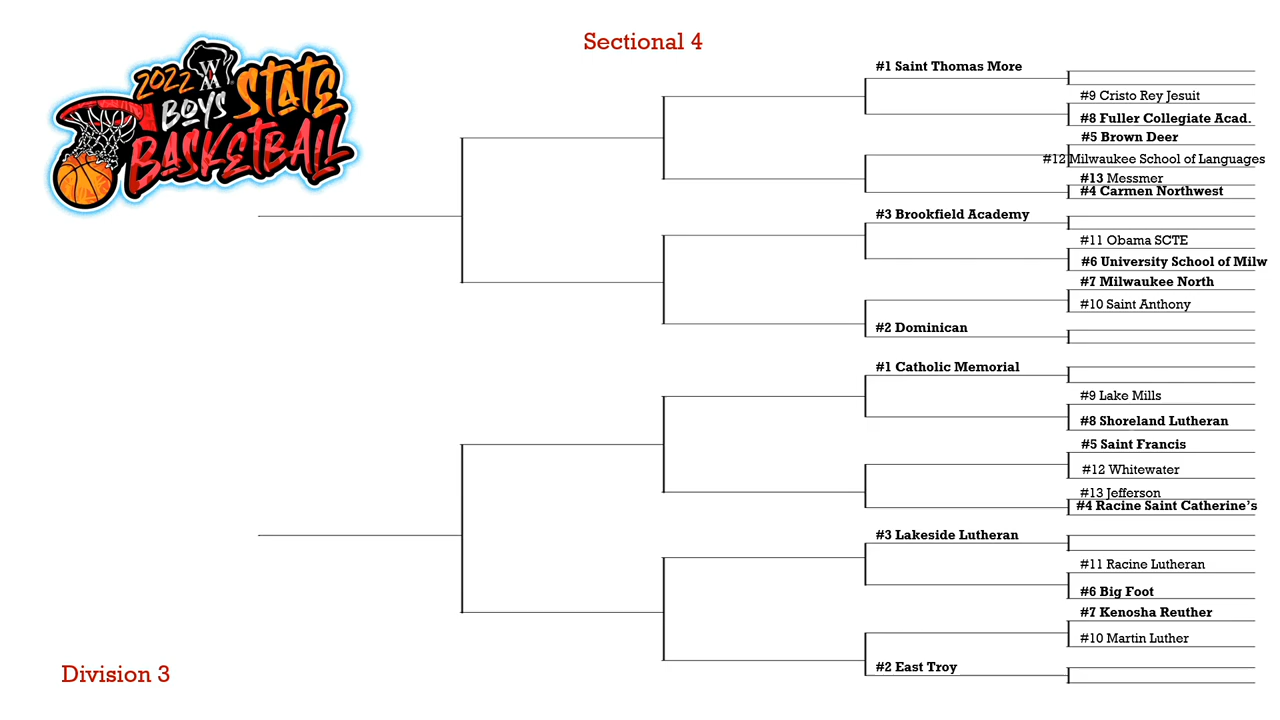 Sectional 4
2022
WIAA
BOYS
STATE
BASKETBALL
#1 Saint Thomas More
#9 Cristo Rey Jesuit
#8 Fuller Collegiate Acad.
#5 Brown Deer
#12 Milwaukee School of Languages
#13 Messmer
#4 Carmen Northwest
#3 Brookfield Academy
#11 Obama SCTE
#6 University School of Milw
#7 Milwaukee North
#10 Saint Anthony
#2 Dominican
#1 Catholic Memorial
#9 Lake Mills
#8 Shoreland Lutheran
#5 Saint Francis
#12 Whitewater
#13 Jefferson
#4 Racine Saint Catherine's
#3 Lakeside Lutheran
#11 Racine Lutheran
#6 Big Foot
#7 Kenosha Reuther
#10 Martin Luther
#2 East Troy
Division 3